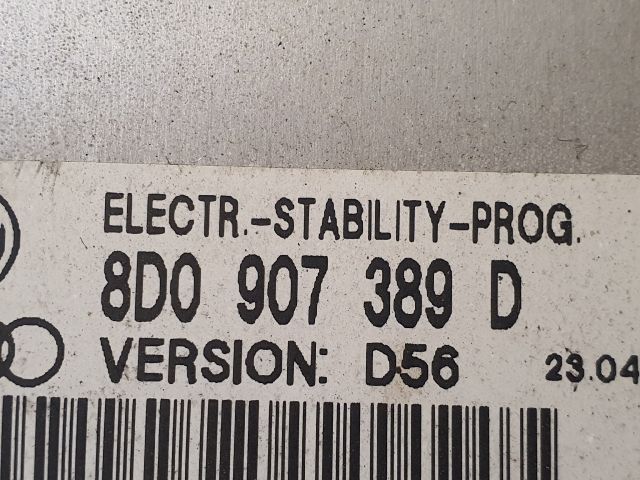 ELECTR.-STABILITY-PROG.
8D0 907 389 D
VERSION: D56 23.04